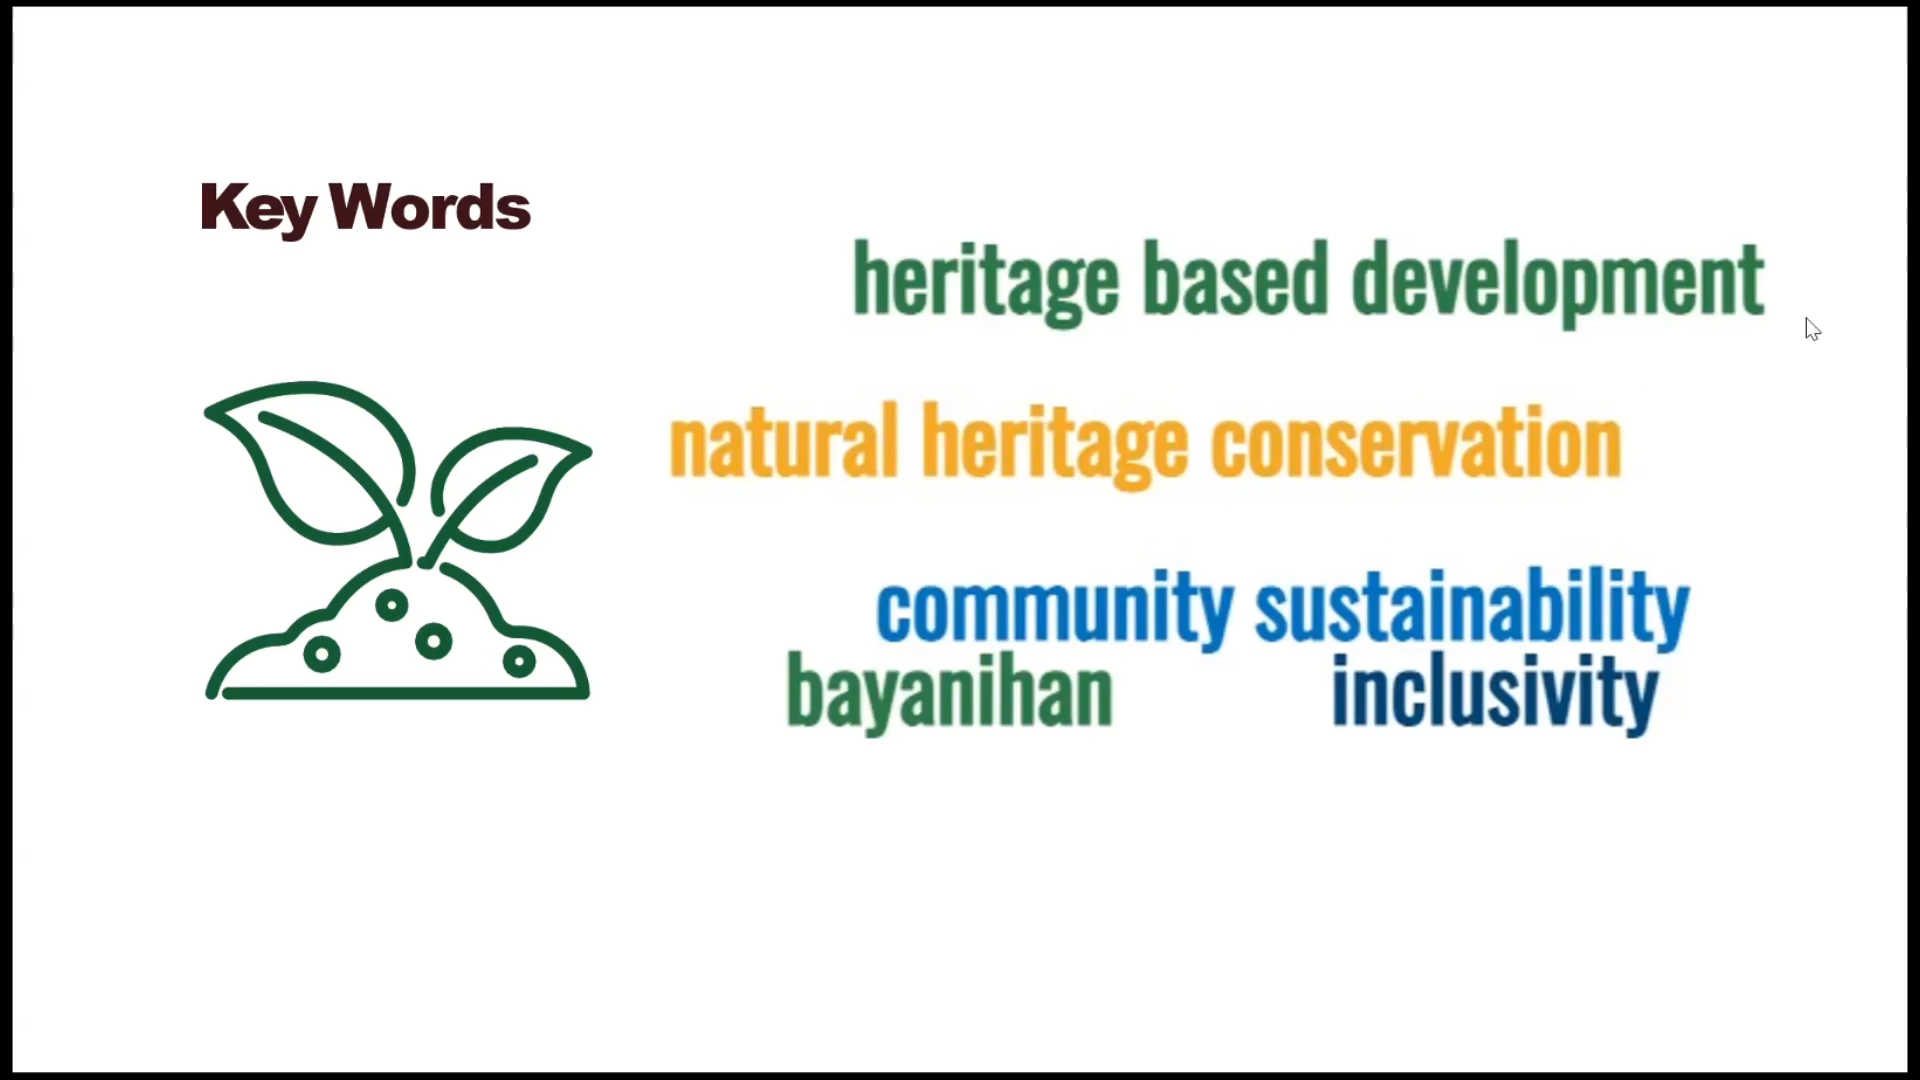 Key Words
heritage based development
natural heritage conservation
community sustainability
bayanihan inclusivity